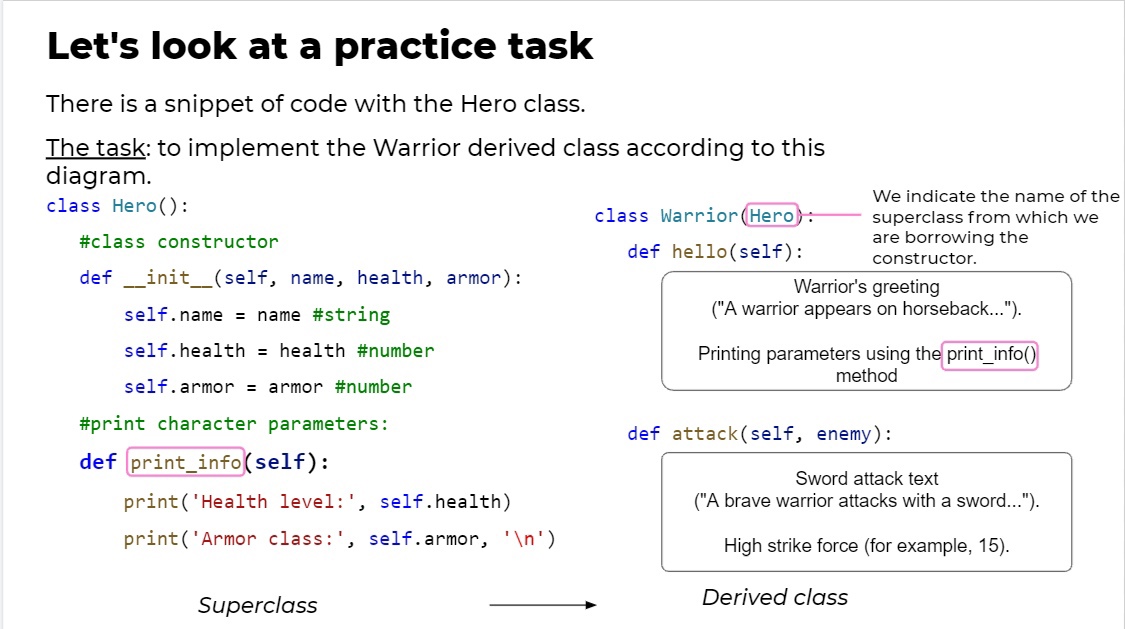 Let's look at a practice task
There is a snippet of code with the Hero class.
The task: to implement the Warrior derived class according to this
diagram.
class Hero():
#class constructor
def __init__(self, name, health, armor):
self.name = name #string
self.health = health #number
self.armor = armor #number
#print character parameters:
def print_info(self):
print('Health level:', self.health)
print('Armor class:', self.armor, '\n')
Superclass
class Warrior(Hero):
We indicate the name of the
superclass from which we
are borrowing the
constructor.
def hello(self):
Warrior's greeting
("A warrior appears on horseback...").
Printing parameters using the print_info()
method
def attack(self, enemy):
Sword attack text
("A brave warrior attacks with a sword...").
High strike force (for example, 15).
Derived class